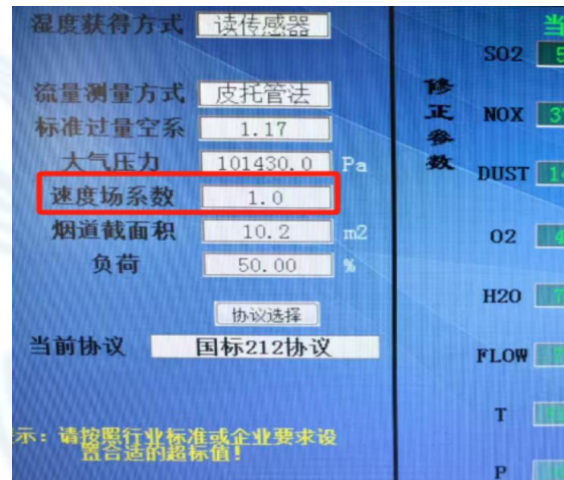 湿度获得方式 读传感器
流量测量方式 皮托管法
标准过量空系 1.17
大气压力 101430.0 Pa
速度场系数 1.0
烟道截面积 10.2 m2
负荷 50.00 %
协议选择
当前协议 国标212协议
示：请按照行业标准或企业要求设
置合适的超标值！
当
修正参数
SO2 5
NOX 3
DUST 14
O2
H2O
FLOW
T
P